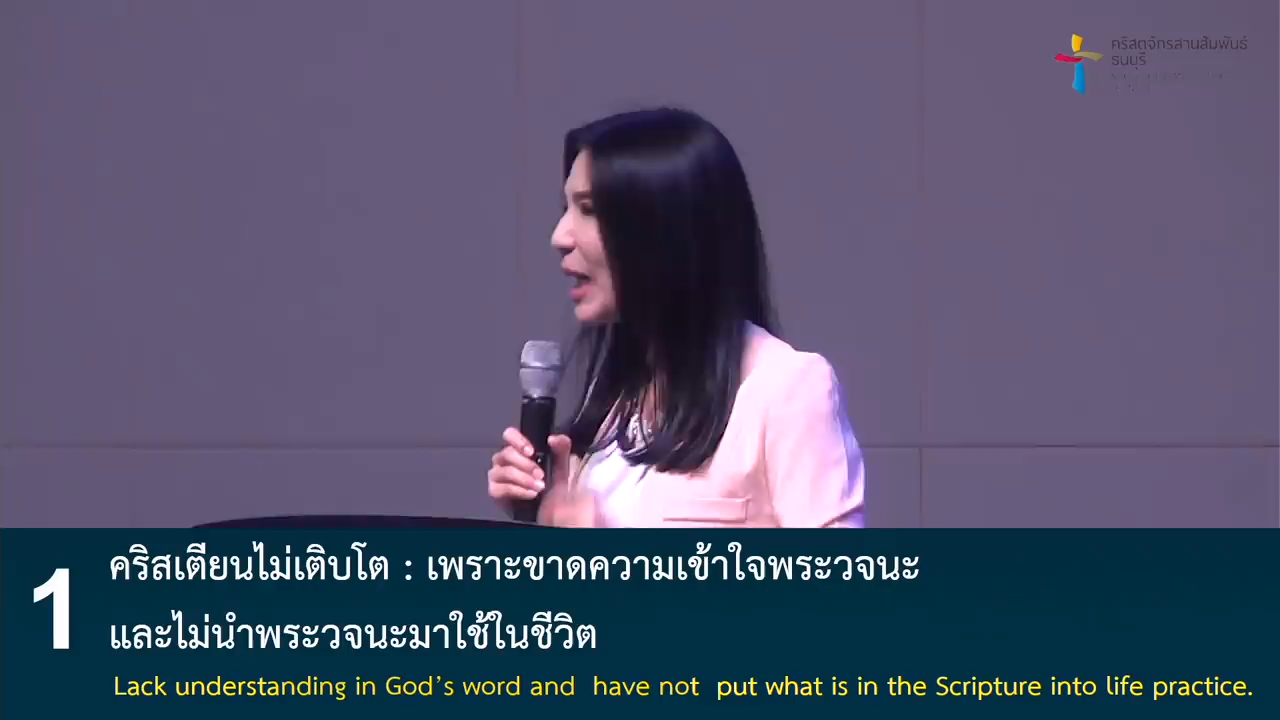 คริสตจักรสานสัมพันธ์
ธนบุรี
1
คริสเตียนไม่เติบโต : เพราะขาดความเข้าใจพระวจนะ
และไม่นำพระวจนะมาใช้ในชีวิต
Lack understanding in God's word and have not put what is in the Scripture into life practice.